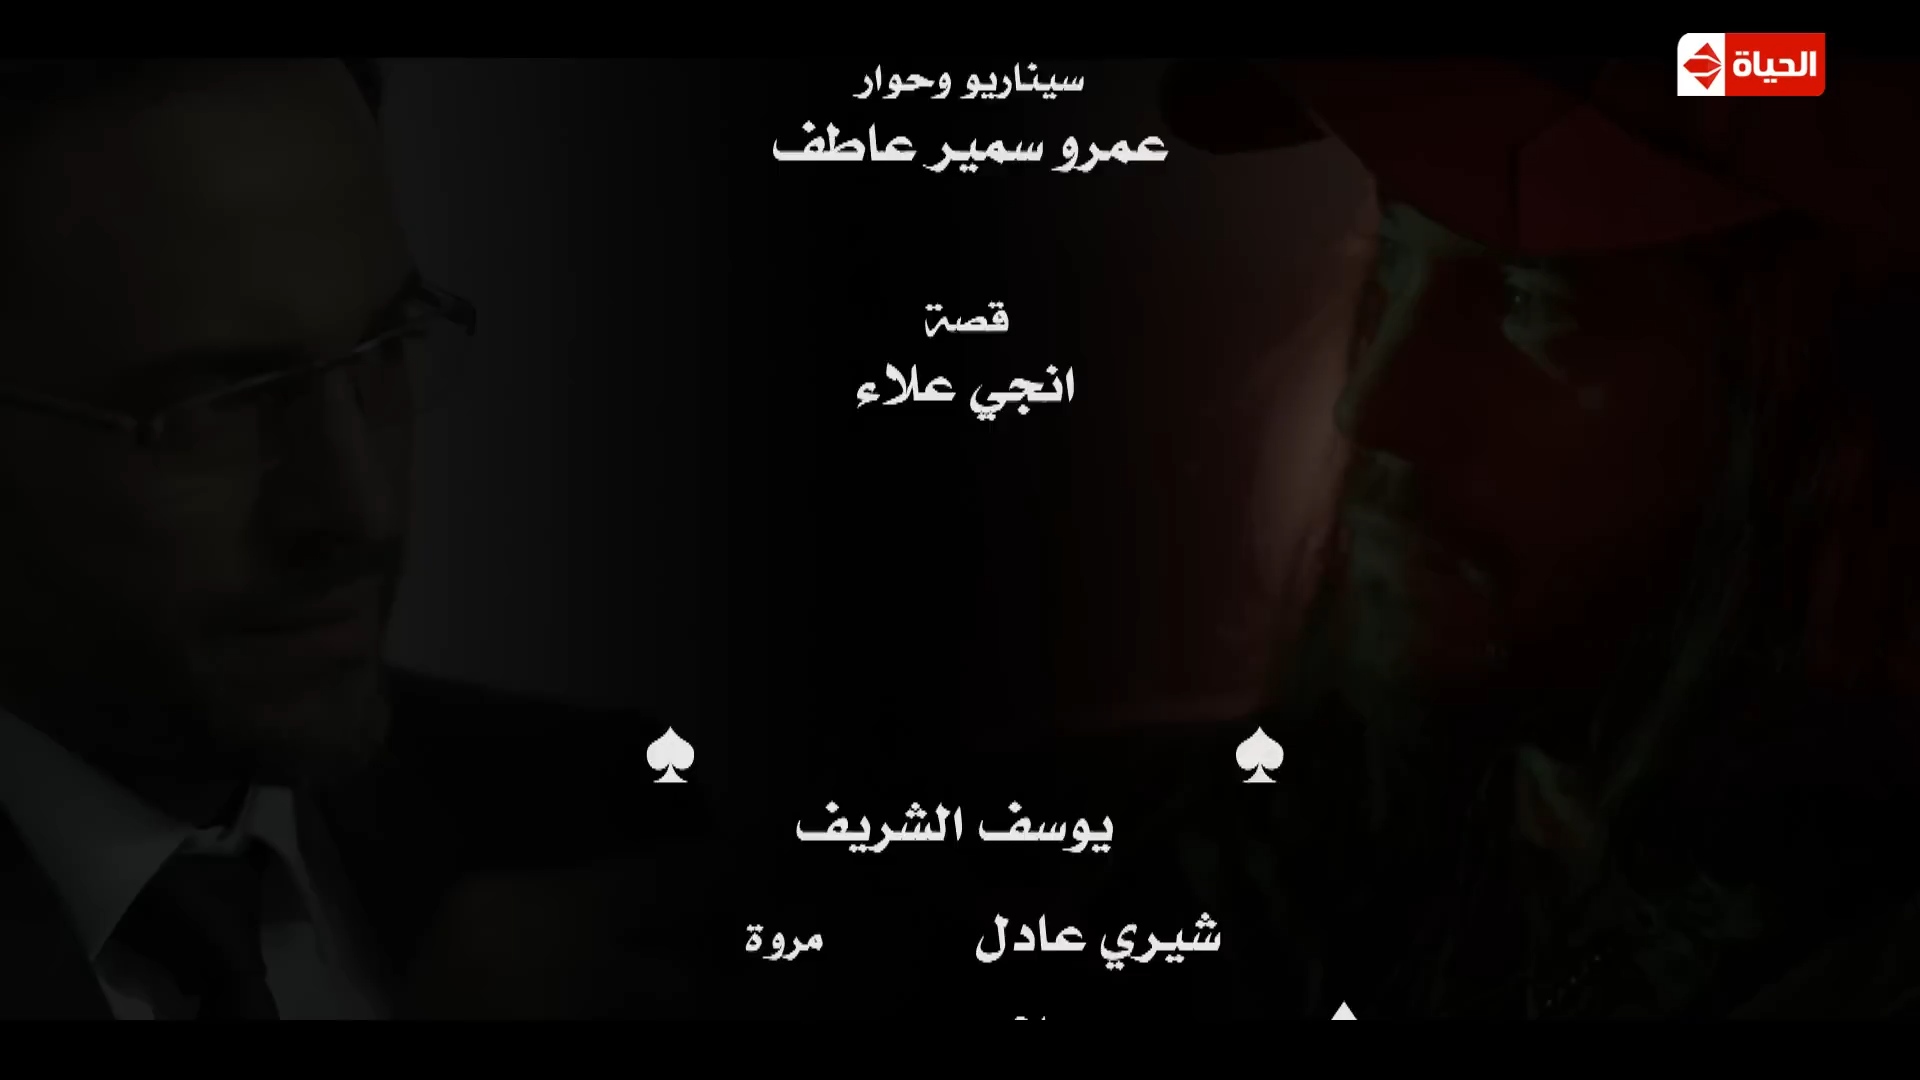 الحياة
سيناريو وحوار
عمرو سمير عاطف
قصة
انجي علاء
يوسف الشريف
شيري عادل مروة